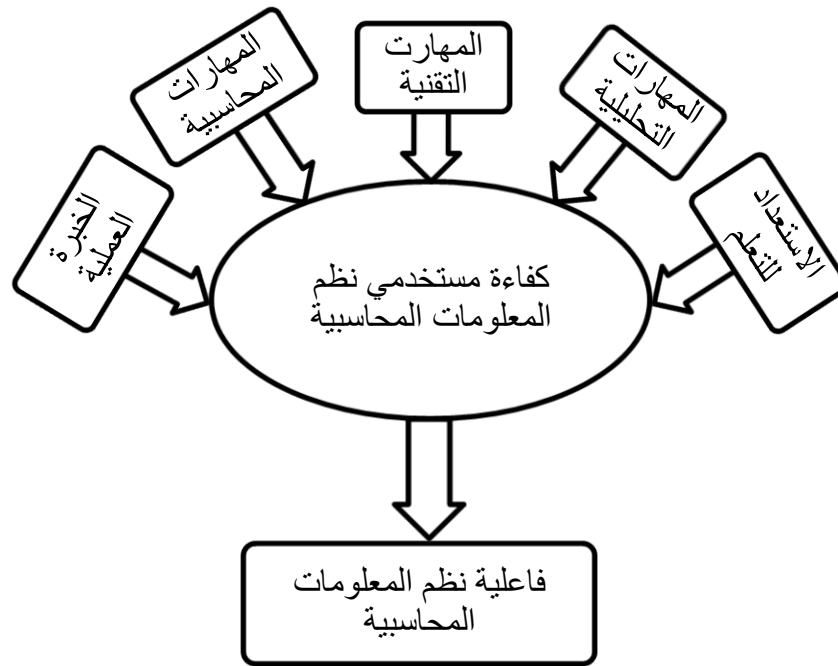 الاستعداد
للتعلم
المهارات
التحليلية
المهارت
التقنية
المهارات
المحاسبية
الخبرة
العملية
كفاءة مستخدمي نظم
المعلومات المحاسبية
فاعلية نظم المعلومات
المحاسبية